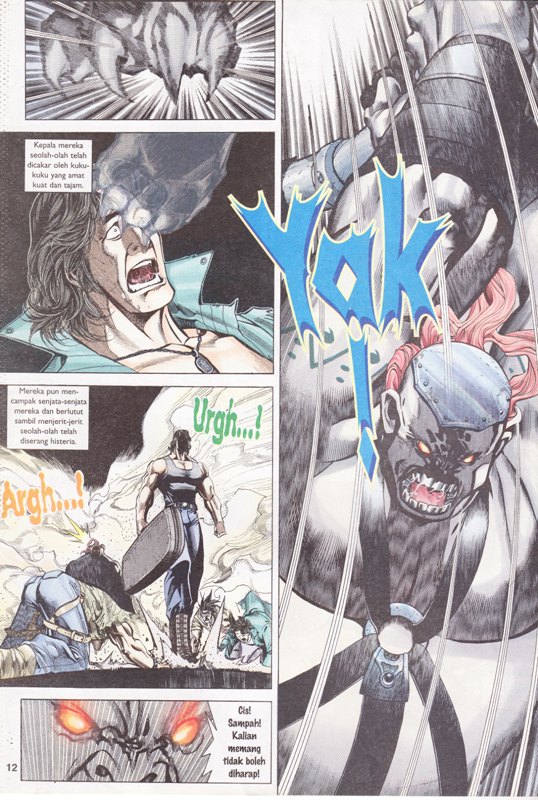 Kepala mereka
seolah-olah telah
dicakar oleh kuku-
kuku yang amat
kuat dan tajam.
Yak
!
Mereka pun men-
campak senjata-senjata
mereka dan berlutut
sambil menjerit-jerit
seolah-olah telah
diserang histeria.
Urgh...!
Argh...!
Cis!
Sampah!
Kalian
memang
tidak boleh
diharap!
12